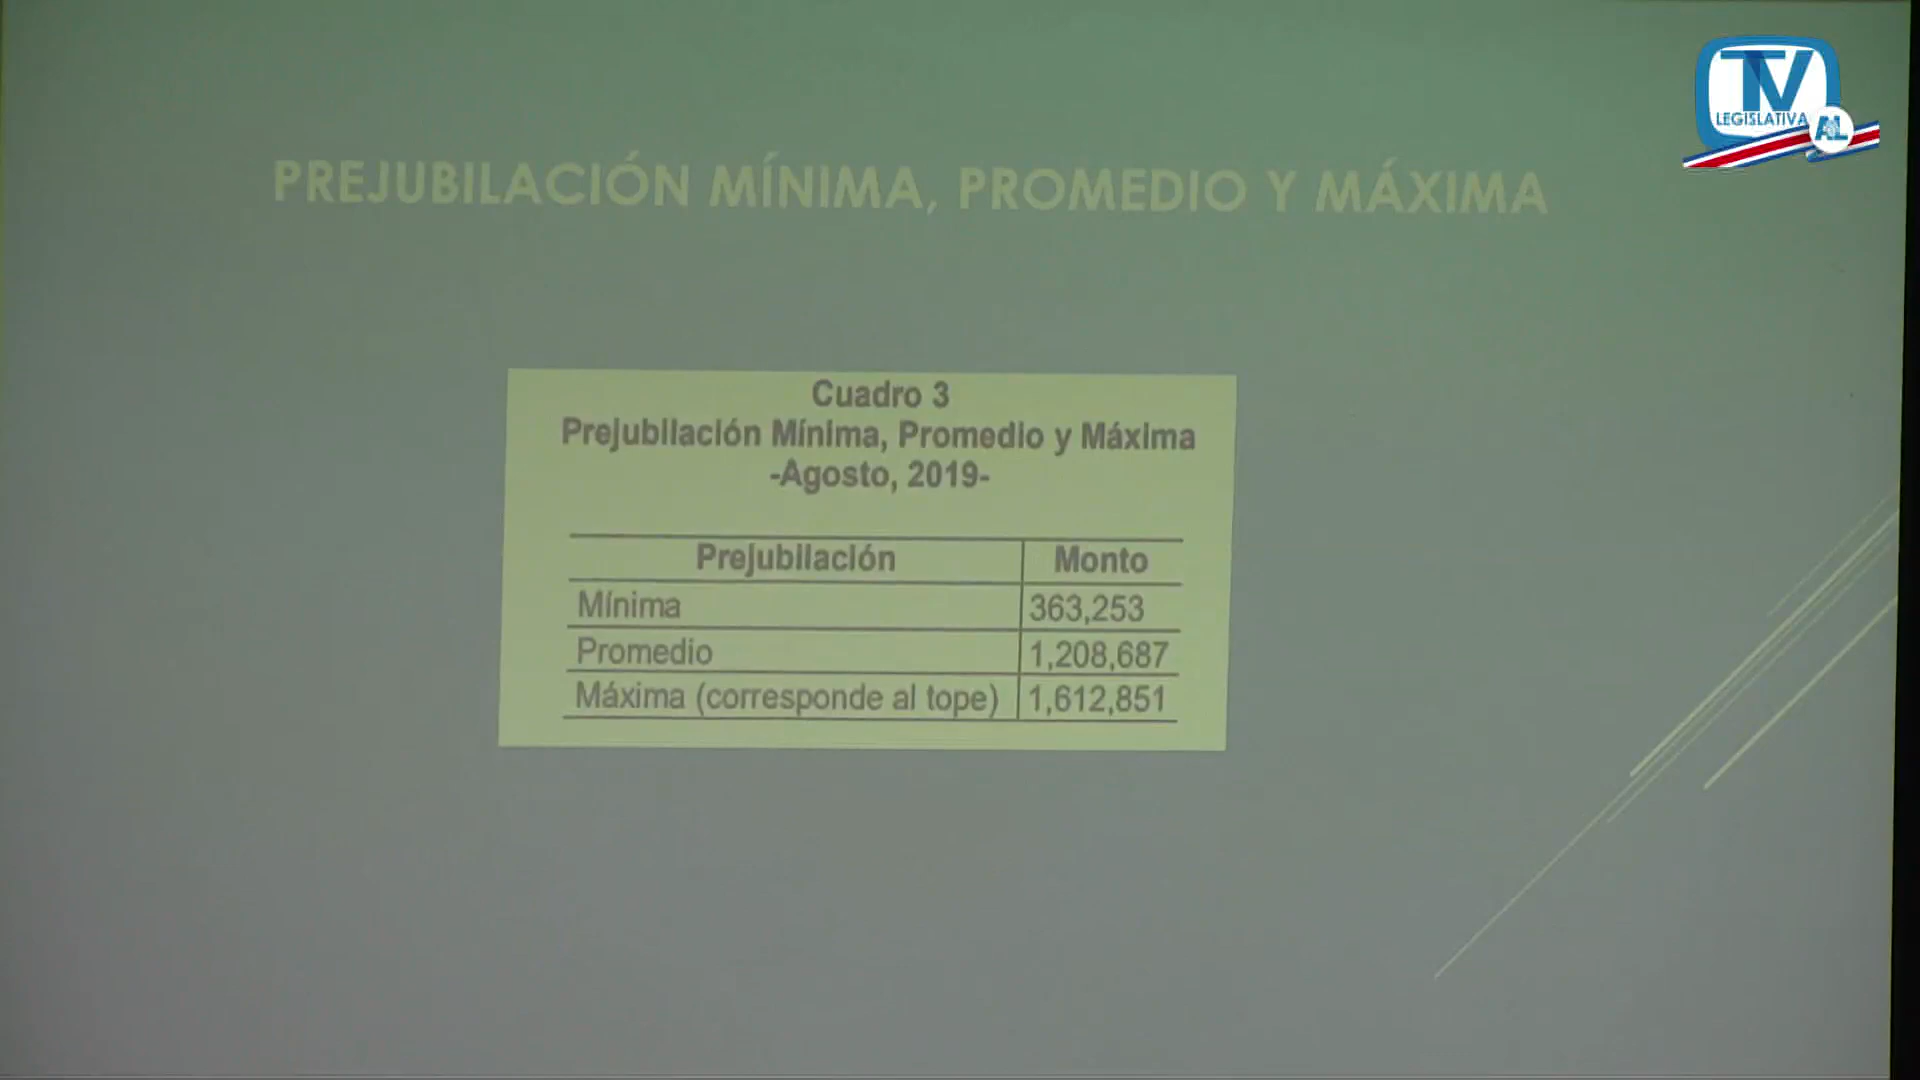 TV
LEGISLATIVA
AL
PREJUBILACIÓN MÍNIMA, PROMEDIO Y MÁXIMA
Cuadro 3
Prejubilación Mínima, Promedio y Máxima
-Agosto, 2019-
Prejubilación Monto
Mínima 363,253
Promedio 1,208,687
Máxima (corresponde al tope) 1,612,851